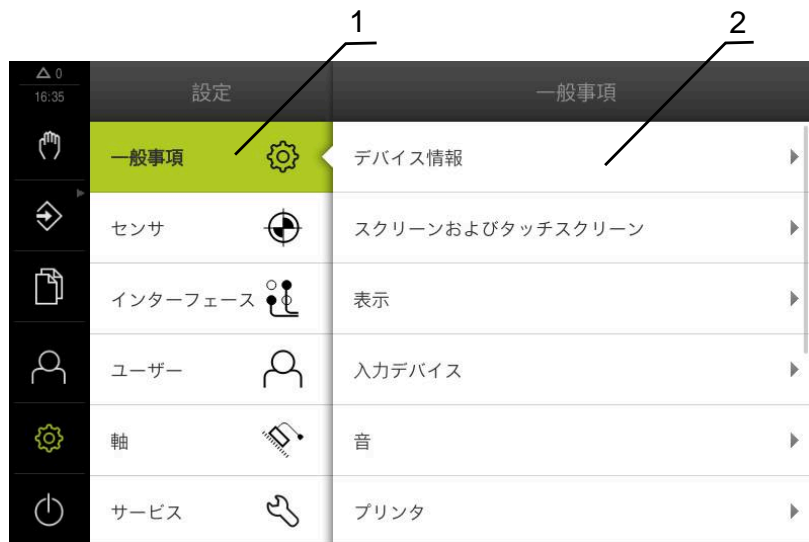 1
2
△ 0
16:35
設定
一般事項
一般事項
デバイス情報
センサ
スクリーンおよびタッチスクリーン
インターフェース
表示
ユーザー
入力デバイス
軸
音
サービス
プリンタ